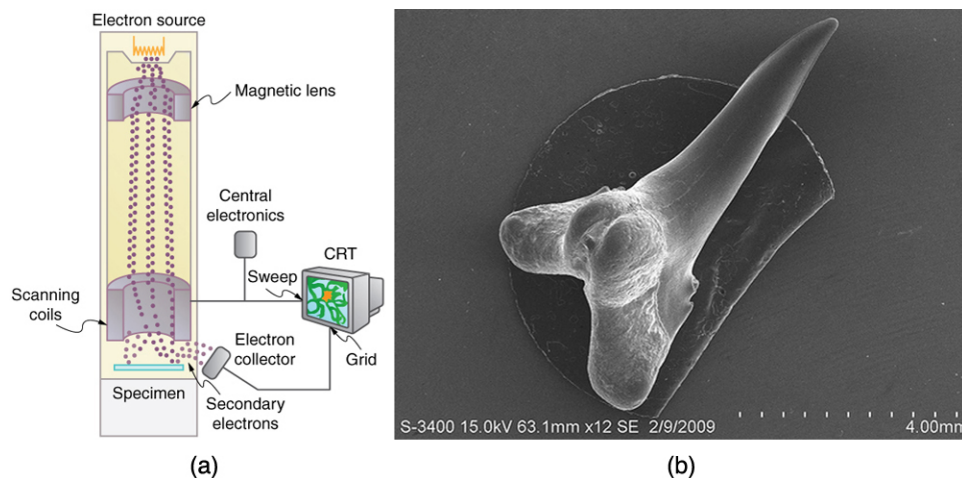 Electron source
Magnetic lens
Central
electronics
CRT
Sweep
Scanning
coils
Electron
collector
Grid
Specimen
Secondary
electrons
S-3400 15.0kV 63.1mm x12 SE 2/9/2009
4.00mm
(a)
(b)